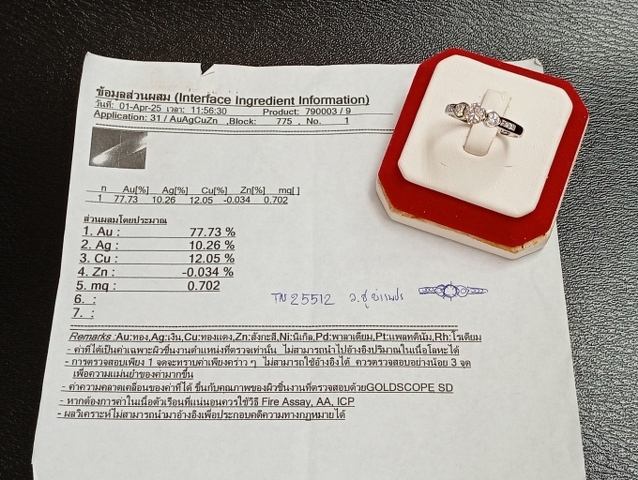 ข้อมูลส่วนผสม (Interface Ingredient Information)
วันที่: 01-Apr-25 เวลา: 11:56:30 Product: 790003 / 9
Application: 31 / AuAgCuZn ,Block: 775 , No. 1
n Au[%] Ag[%] Cu[%] Zn[%] mq[ ]
1 77.73 10.26 12.05 -0.034 0.702
ส่วนผสมโดยประมาณ
1. Au : 77.73 %
2. Ag : 10.26 %
3. Cu : 12.05 %
4. Zn : -0.034 %
5. mq : 0.702
6. :
7. :
25512
Remarks : Au:ทอง,Ag:เงิน,Cu:ทองแดง,Zn:สังกะสี,Ni:นิเกิล,Pd:พาลาเดียม,Pt:แพลทตินัม,Rh:โรเดียม
- ค่าที่ได้เป็นค่าเฉพาะผิวชิ้นงานตำแหน่งที่ตรวจเท่านั้น ไม่สามารถนำไปอ้างอิงปริมาณในเนื้อโลหะได้
- การตรวจสอบเพียง 1 จุดจะทราบค่าเพียงคร่าว ๆ ไม่สามารถใช้อ้างอิงได้ ควรตรวจสอบอย่างน้อย 3 จุด
เพื่อความแม่นยำของค่ามากขึ้น
- ค่าความคลาดเคลื่อนของค่าที่ได้ ขึ้นกับคุณภาพของผิวชิ้นงานที่ตรวจสอบด้วยGOLDSCOPE SD
- หากต้องการค่าในเนื้อตัวเรือนที่แน่นอนควรใช้วิธี Fire Assay, AA, ICP
- ผลวิเคราะห์ไม่สามารถนำมาอ้างอิงเพื่อประกอบคดีความทางกฎหมายได้